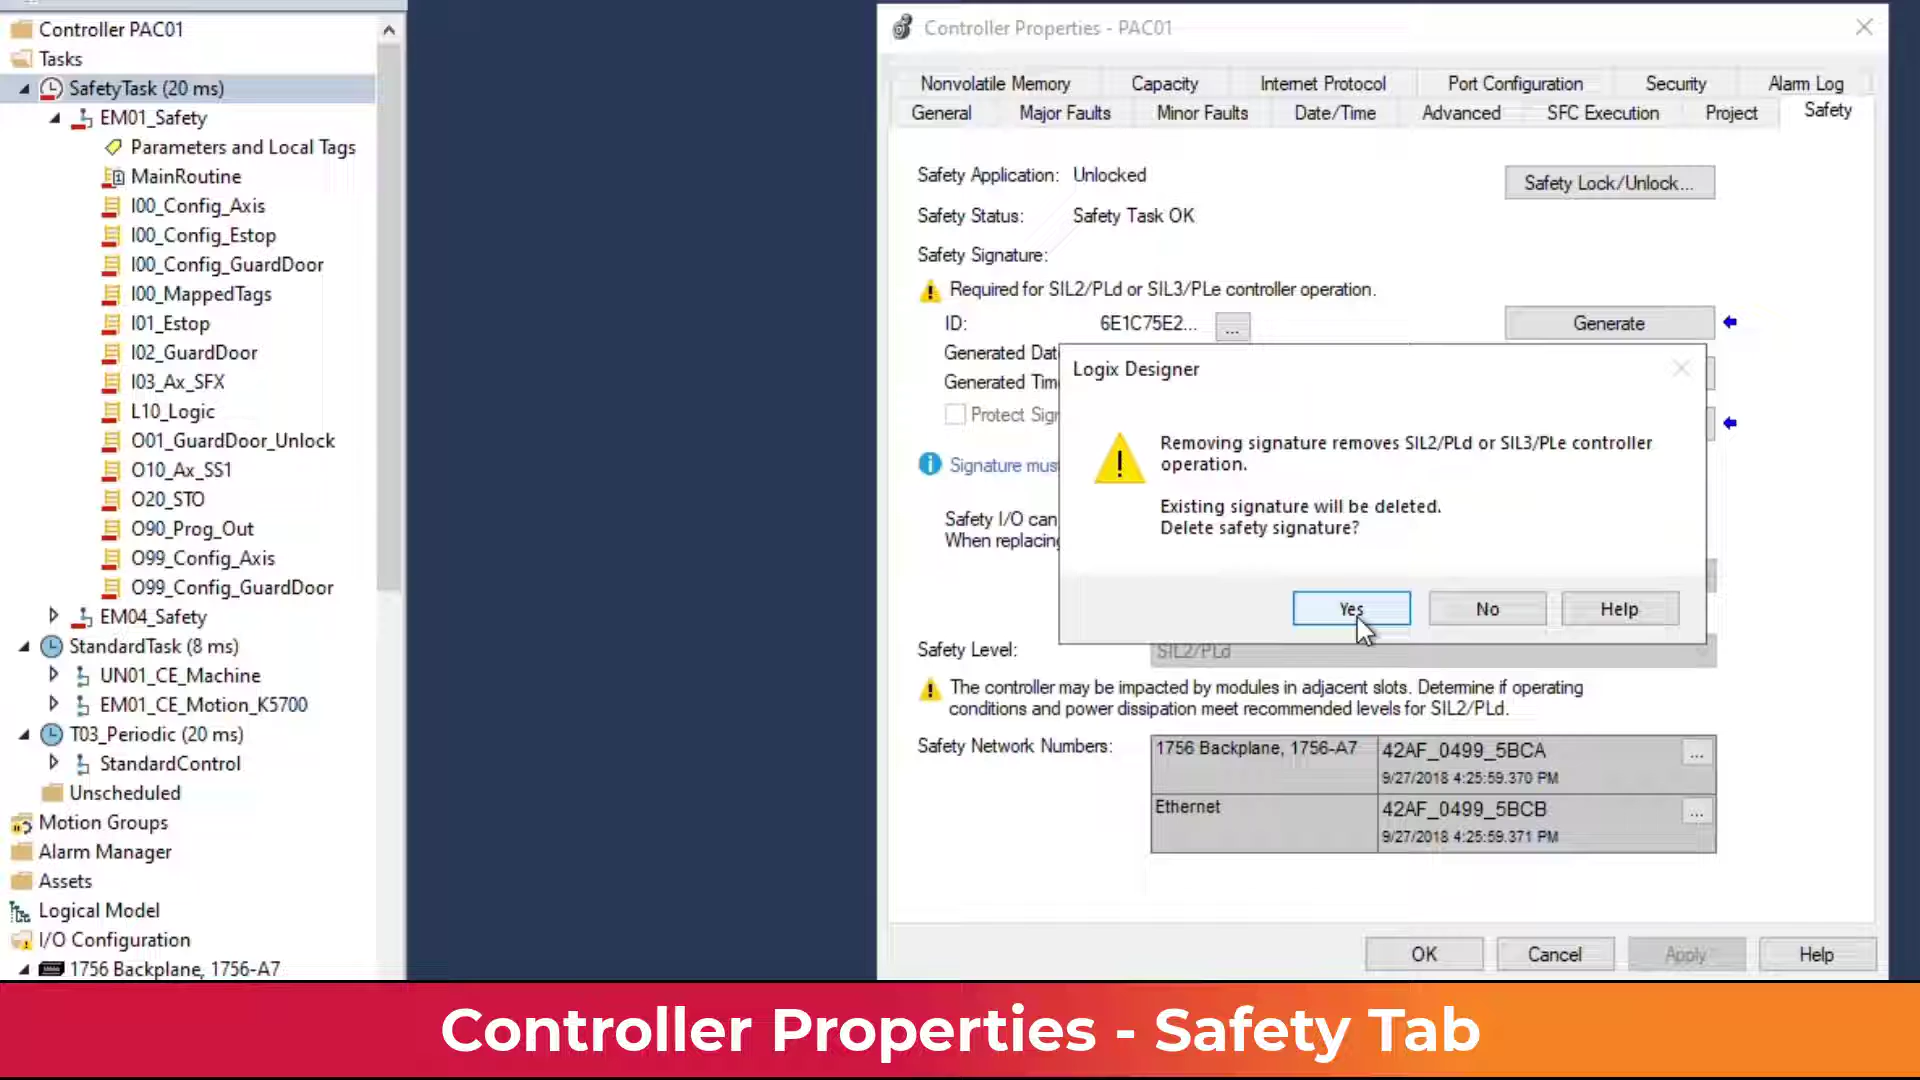 Controller PAC01
Tasks
SafetyTask (20 ms)
EM01_Safety
Parameters and Local Tags
MainRoutine
I00_Config_Axis
I00_Config_Estop
I00_Config_GuardDoor
I00_MappedTags
I01_Estop
I02_GuardDoor
I03_Ax_SFX
L10_Logic
O01_GuardDoor_Unlock
O10_Ax_SS1
O20_STO
O90_Prog_Out
O99_Config_Axis
O99_Config_GuardDoor
EM04_Safety
StandardTask (8 ms)
UN01_CE_Machine
EM01_CE_Motion_K5700
T03_Periodic (20 ms)
StandardControl
Unscheduled
Motion Groups
Alarm Manager
Assets
Logical Model
I/O Configuration
1756 Backplane, 1756-A7
Controller Properties - PAC01
Nonvolatile Memory Capacity Internet Protocol Port Configuration Security Alarm Log
General Major Faults Minor Faults Date/Time Advanced SFC Execution Project Safety
Safety Application: Unlocked Safety Lock/Unlock...
Safety Status: Safety Task OK
Safety Signature:
Required for SIL2/PLd or SIL3/PLe controller operation.
ID: 6E1C75E2... ... Generate
Generated Dat
Generated Tim
Protect Sigr
Signature mus
Safety I/O can
When replacing
Logix Designer
Removing signature removes SIL2/PLd or SIL3/PLe controller
operation.
Existing signature will be deleted.
Delete safety signature?
Yes No Help
Safety Level: SIL2/PLd
The controller may be impacted by modules in adjacent slots. Determine if operating
conditions and power dissipation meet recommended levels for SIL2/PLd.
Safety Network Numbers: 1756 Backplane, 1756-A7 42AF_0499_5BCA ...
9/27/2018 4:25:59.370 PM
Ethernet 42AF_0499_5BCB ...
9/27/2018 4:25:59.371 PM
OK Cancel Apply Help
Controller Properties - Safety Tab